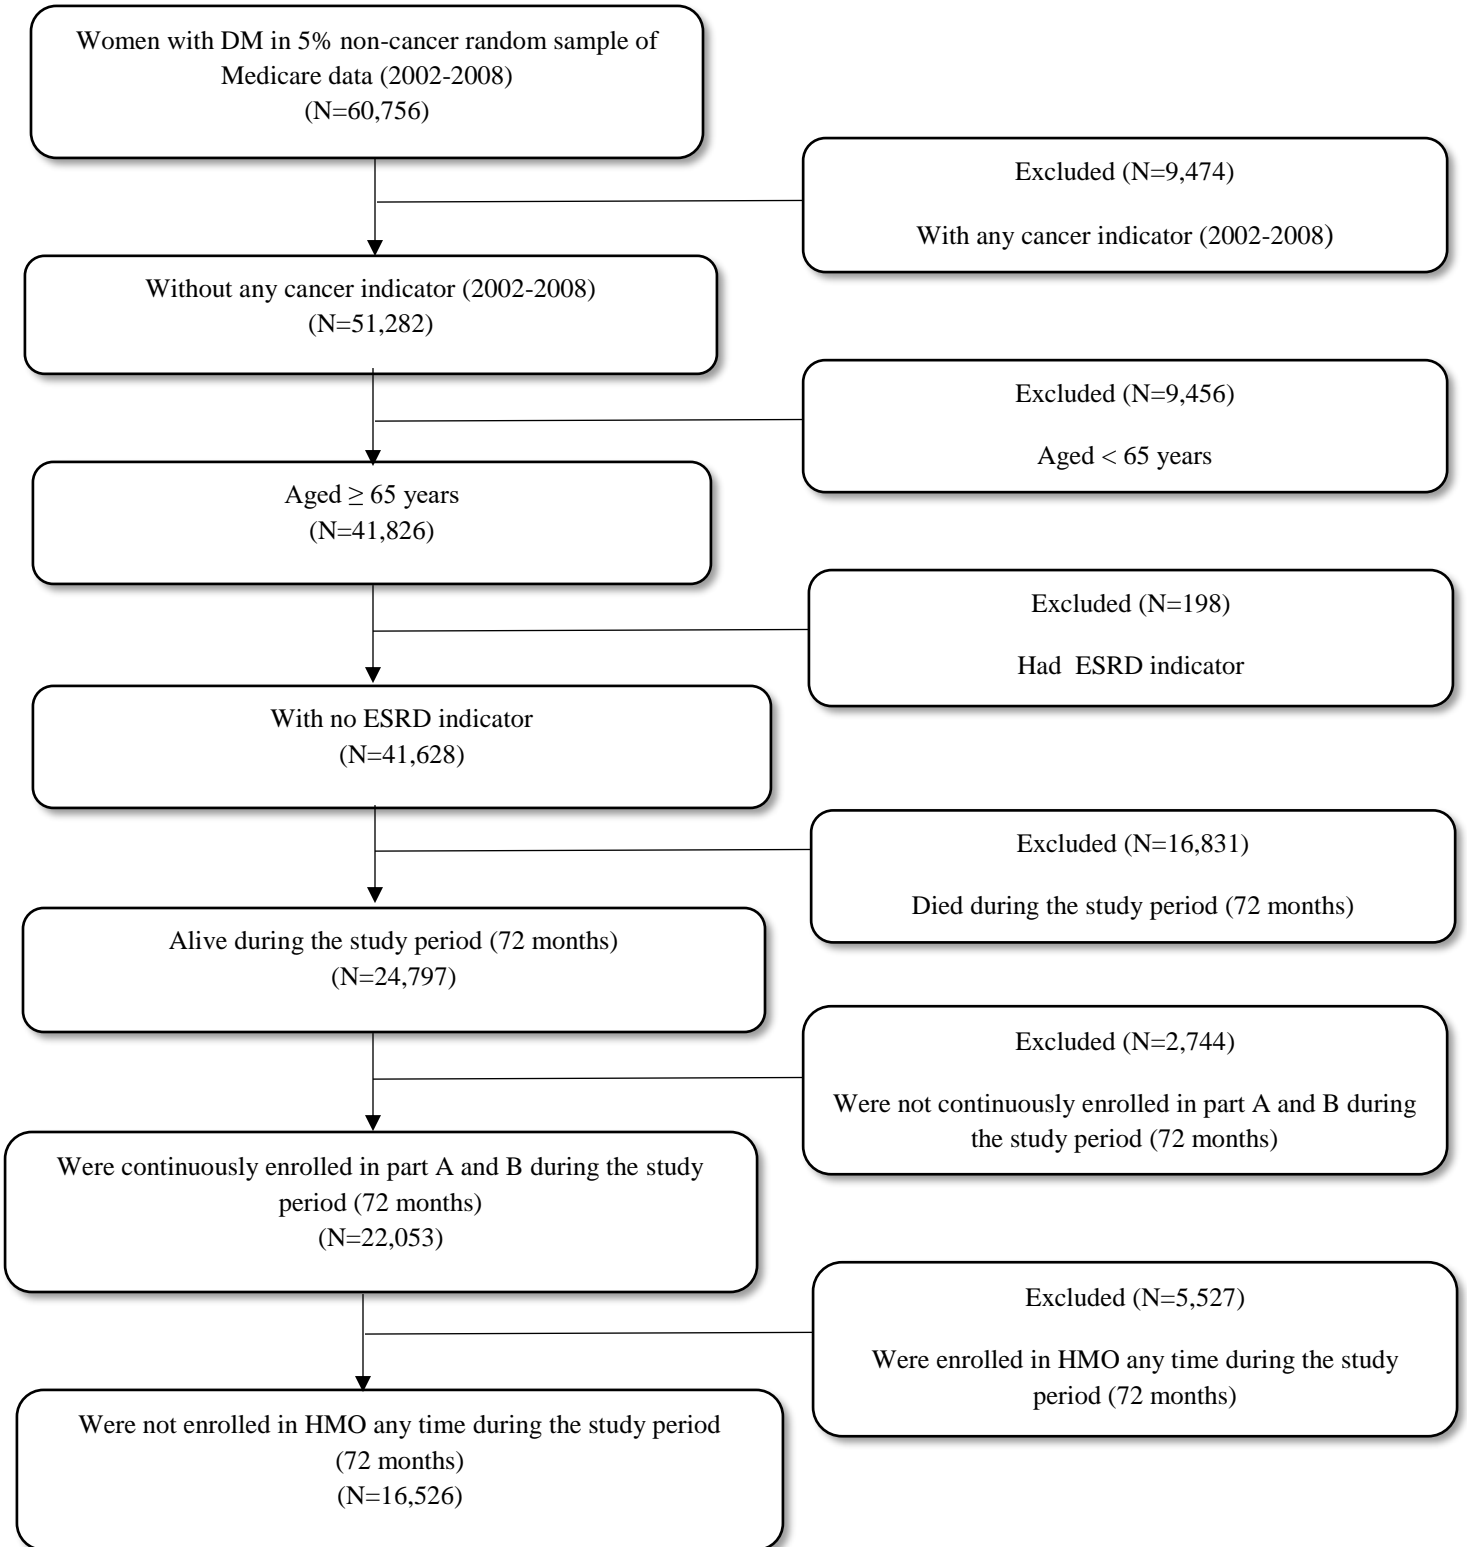 Women with DM in 5% non-cancer random sample of
Medicare data (2002-2008)
(N=60,756)
Excluded (N=9,474)
With any cancer indicator (2002-2008)
Without any cancer indicator (2002-2008)
(N=51,282)
Excluded (N=9,456)
Aged < 65 years
Aged ≥ 65 years
(N=41,826)
Excluded (N=198)
Had ESRD indicator
With no ESRD indicator
(N=41,628)
Excluded (N=16,831)
Died during the study period (72 months)
Alive during the study period (72 months)
(N=24,797)
Excluded (N=2,744)
Were not continuously enrolled in part A and B during
the study period (72 months)
Were continuously enrolled in part A and B during the study
period (72 months)
(N=22,053)
Excluded (N=5,527)
Were enrolled in HMO any time during the study
period (72 months)
Were not enrolled in HMO any time during the study period
(72 months)
(N=16,526)